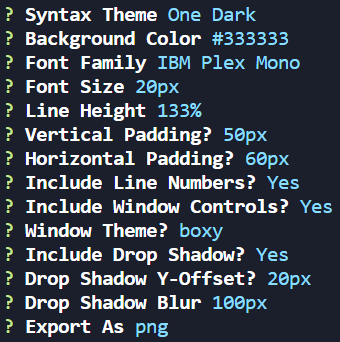 ? Syntax Theme One Dark
? Background Color #333333
? Font Family IBM Plex Mono
? Font Size 20px
? Line Height 133%
? Vertical Padding? 50px
? Horizontal Padding? 60px
? Include Line Numbers? Yes
? Include Window Controls? Yes
? Window Theme? boxy
? Include Drop Shadow? Yes
? Drop Shadow Y-Offset? 20px
? Drop Shadow Blur 100px
? Export As png